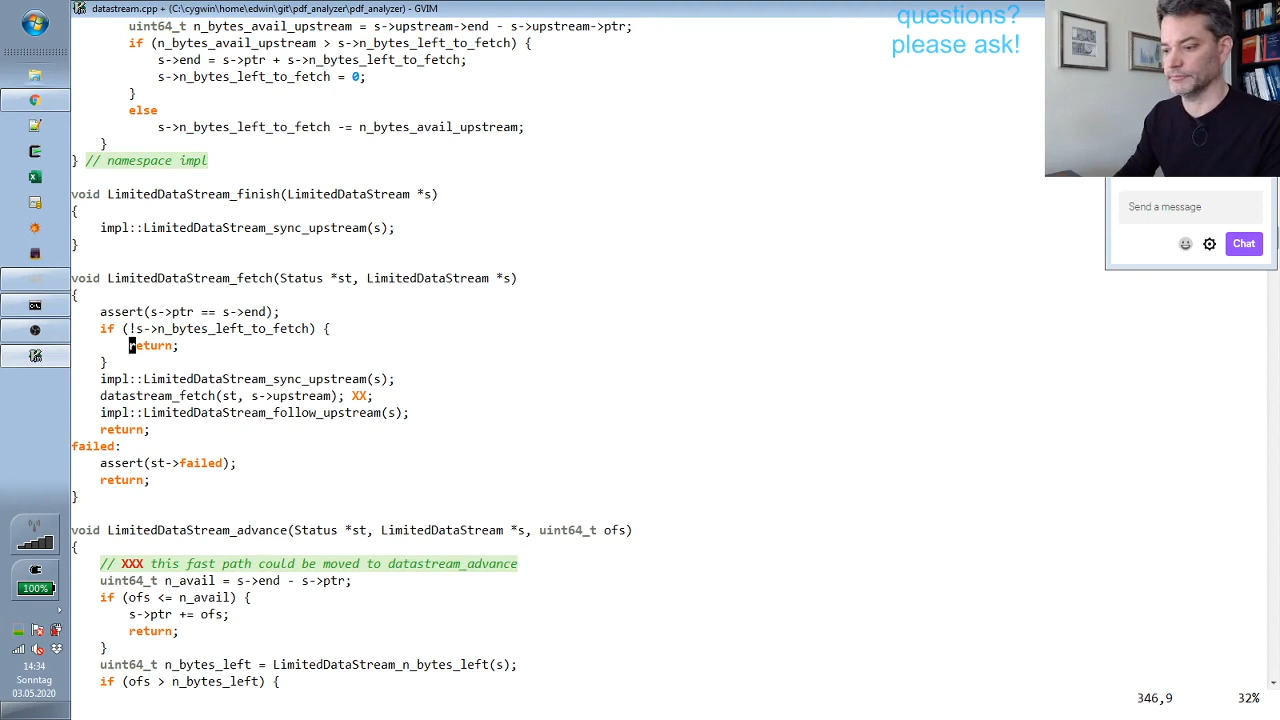 datastream.cpp + (C:\cygwin\home\edwin\git\pdf_analyzer\pdf_analyzer) - GVIM
questions?
please ask!
uint64_t n_bytes_avail_upstream = s->upstream->end - s->upstream->ptr;
if (n_bytes_avail_upstream > s->n_bytes_left_to_fetch) {
s->end = s->ptr + s->n_bytes_left_to_fetch;
s->n_bytes_left_to_fetch = 0;
}
else
s->n_bytes_left_to_fetch -= n_bytes_avail_upstream;
}
} // namespace impl
void LimitedDataStream_finish(LimitedDataStream *s)
{
impl::LimitedDataStream_sync_upstream(s);
}
void LimitedDataStream_fetch(Status *st, LimitedDataStream *s)
{
assert(s->ptr == s->end);
if (!s->n_bytes_left_to_fetch) {
return;
}
impl::LimitedDataStream_sync_upstream(s);
datastream_fetch(st, s->upstream); XX;
impl::LimitedDataStream_follow_upstream(s);
return;
failed:
assert(st->failed);
return;
}
void LimitedDataStream_advance(Status *st, LimitedDataStream *s, uint64_t ofs)
{
// XXX this fast path could be moved to datastream_advance
uint64_t n_avail = s->end - s->ptr;
if (ofs <= n_avail) {
s->ptr += ofs;
return;
}
uint64_t n_bytes_left = LimitedDataStream_n_bytes_left(s);
if (ofs > n_bytes_left) {
346,9 32%
Send a message
Chat
100%
14:34
Sonntag
03.05.2020